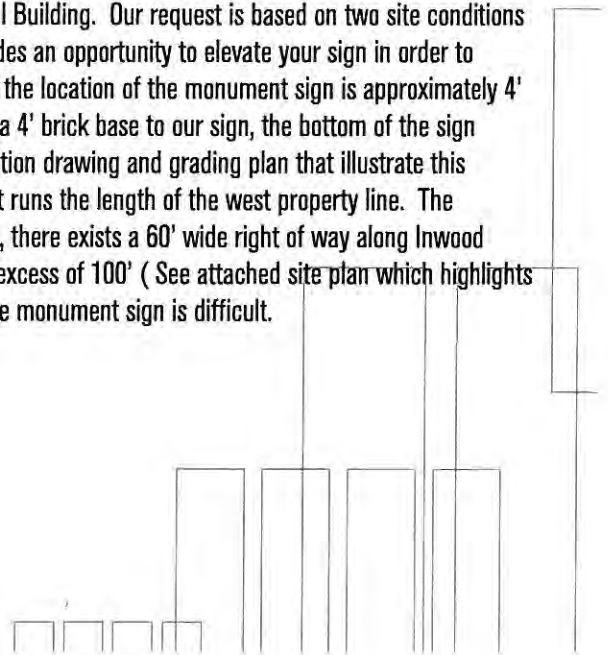 l Building. Our request is based on two site conditions
des an opportunity to elevate your sign in order to
the location of the monument sign is approximately 4'
a 4' brick base to our sign, the bottom of the sign
tion drawing and grading plan that illustrate this
t runs the length of the west property line. The
, there exists a 60' wide right of way along Inwood
excess of 100' ( See attached site plan which highlights
e monument sign is difficult.